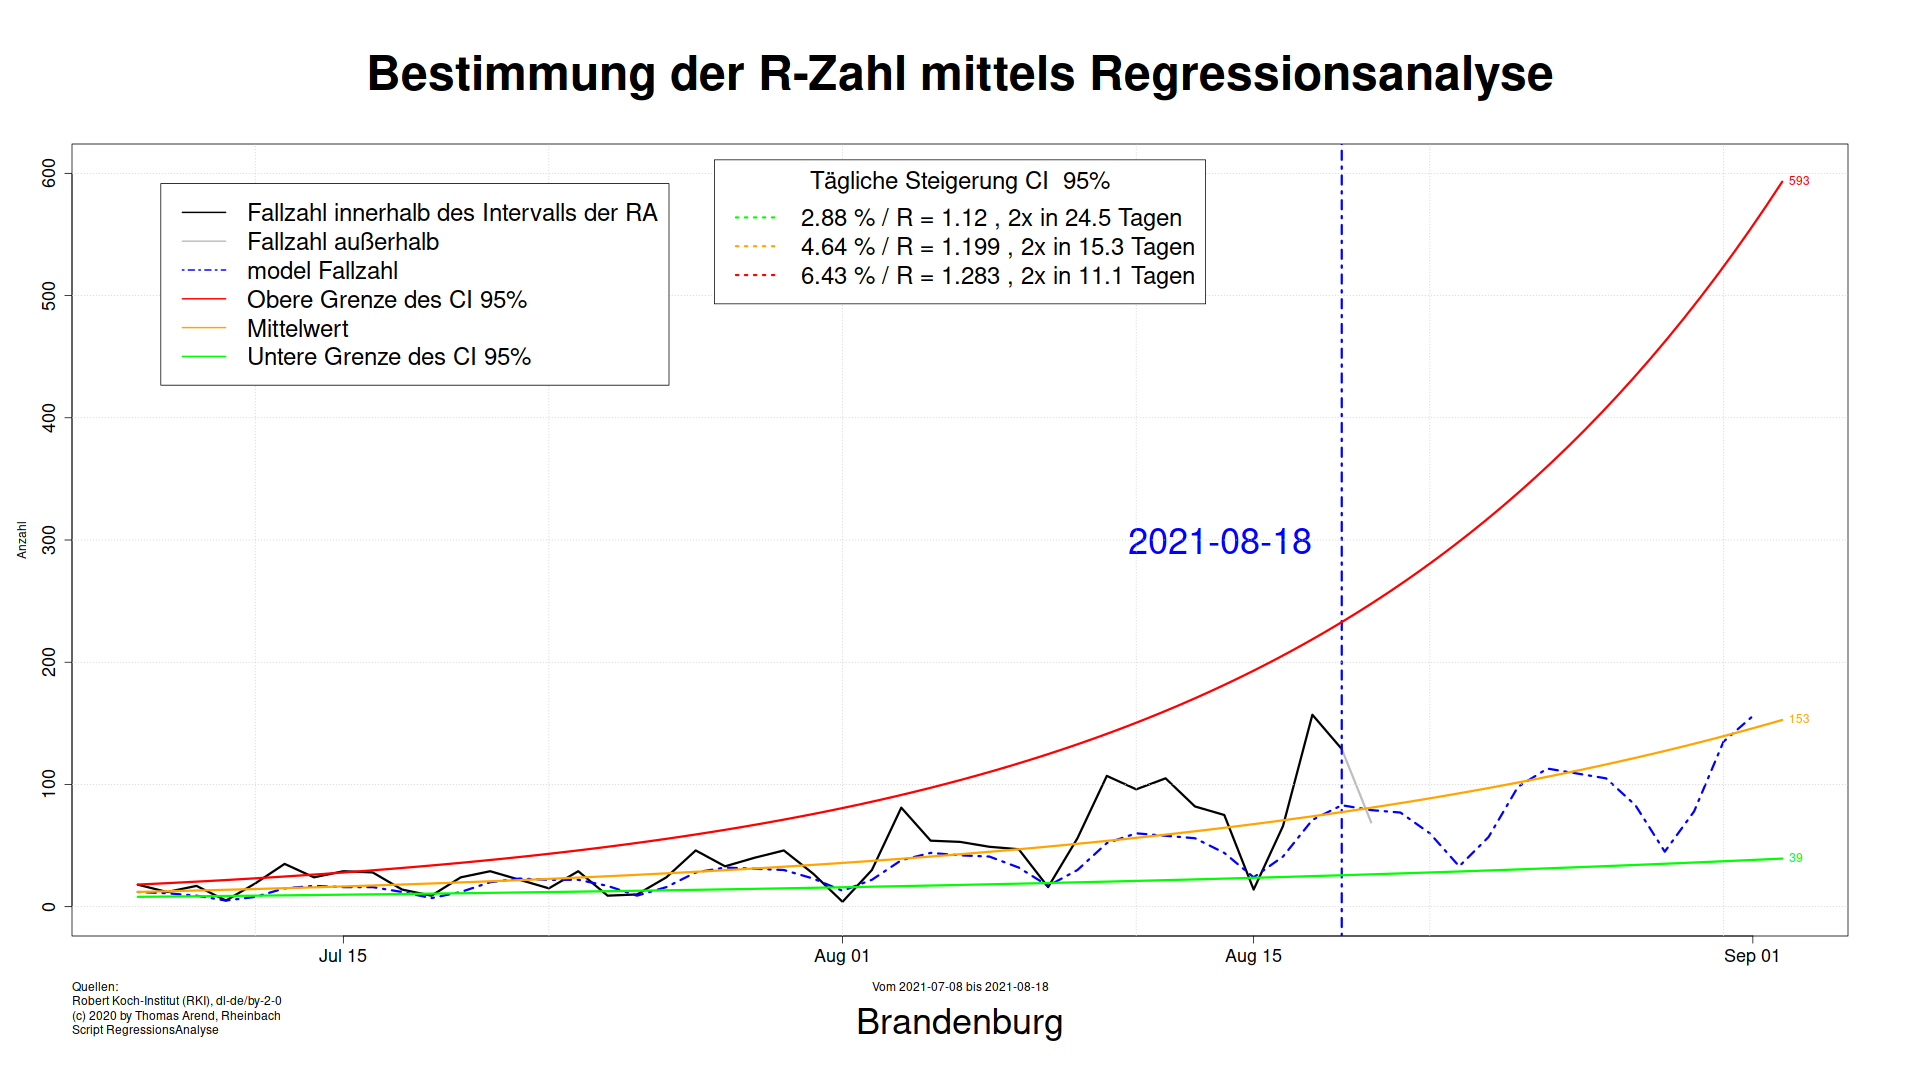 Bestimmung der R-Zahl mittels Regressionsanalyse
Fallzahl innerhalb des Intervalls der RA
Fallzahl außerhalb
model Fallzahl
Obere Grenze des CI 95%
Mittelwert
Untere Grenze des CI 95%
Tägliche Steigerung CI  95%
2.88 % / R = 1.12 , 2x in 24.5 Tagen
4.64 % / R = 1.199 , 2x in 15.3 Tagen
6.43 % / R = 1.283 , 2x in 11.1 Tagen
600
500
400
300
200
100
0
Anzahl
2021-08-18
593
153
39
Jul 15
Aug 01
Aug 15
Sep 01
Quellen:
Robert Koch-Institut (RKI), dl-de/by-2-0
(c) 2020 by Thomas Arend, Rheinbach
Script RegressionsAnalyse
Vom 2021-07-08 bis 2021-08-18
Brandenburg